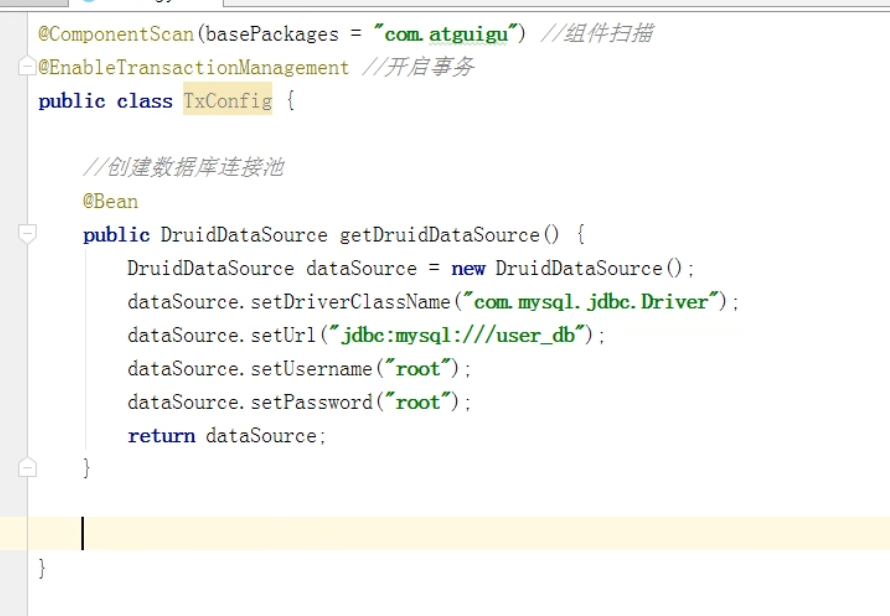 @ComponentScan(basePackages = "com.atguigu") //组件扫描
@EnableTransactionManagement //开启事务
public class TxConfig {
//创建数据库连接池
@Bean
public DruidDataSource getDruidDataSource() {
DruidDataSource dataSource = new DruidDataSource();
dataSource.setDriverClassName("com.mysql.jdbc.Driver");
dataSource.setUrl("jdbc:mysql:///user_db");
dataSource.setUsername("root");
dataSource.setPassword("root");
return dataSource;
}
}